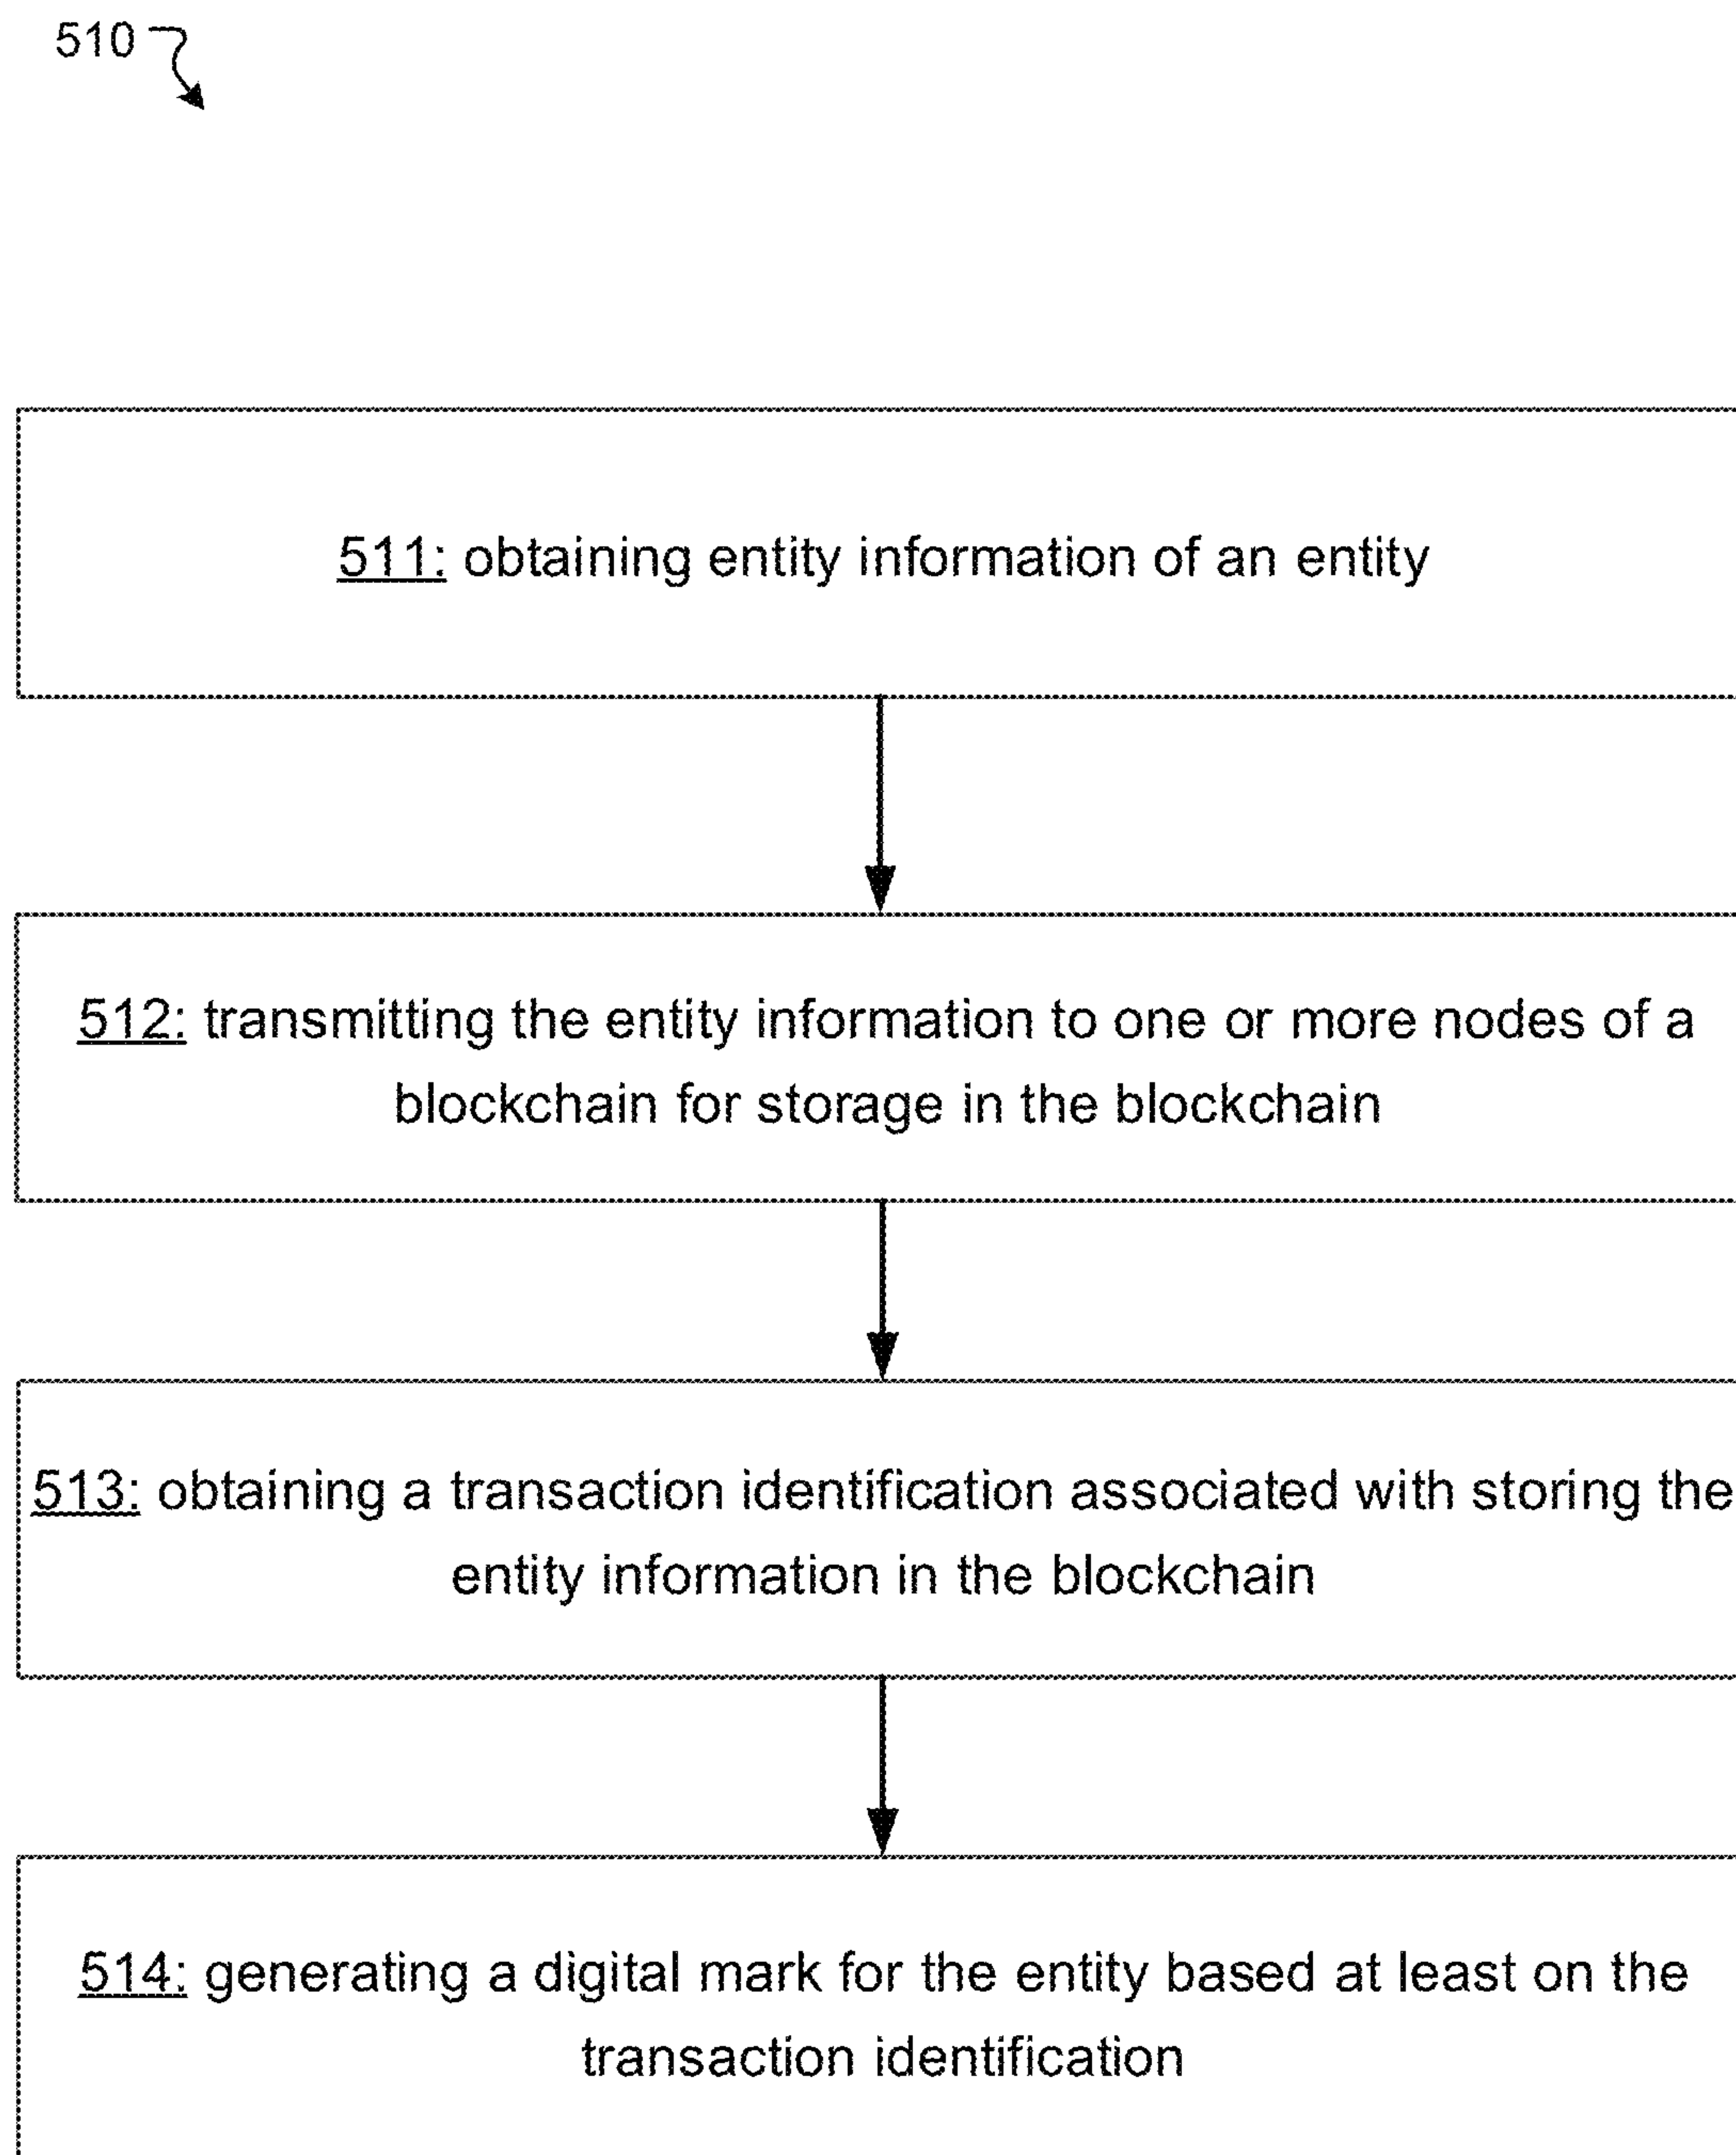 510
511: obtaining entity information of an entity
512: transmitting the entity information to one or more nodes of a
blockchain for storage in the blockchain
513: obtaining a transaction identification associated with storing the
entity information in the blockchain
514: generating a digital mark for the entity based at least on the
transaction identification